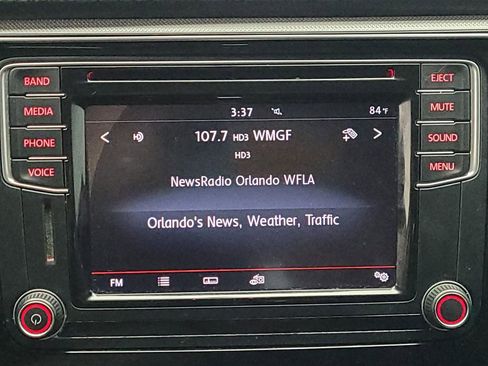 BAND
MEDIA
PHONE
VOICE
EJECT
MUTE
SOUND
MENU
3:37 84 °F
107.7 HD3 WMGF
HD3
NewsRadio Orlando WFLA
Orlando's News, Weather, Traffic
FM